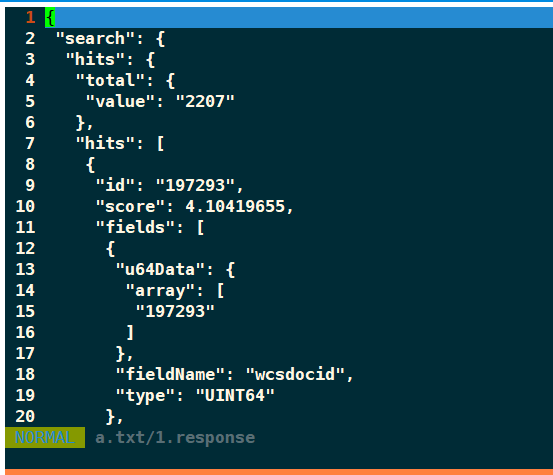 1 {
2 "search": {
3 "hits": {
4 "total": {
5 "value": "2207"
6 },
7 "hits": [
8 {
9 "id": "197293",
10 "score": 4.10419655,
11 "fields": [
12 {
13 "u64Data": {
14 "array": [
15 "197293"
16 ]
17 },
18 "fieldName": "wcsdocid",
19 "type": "UINT64"
20 },
NORMAL a.txt/1.response